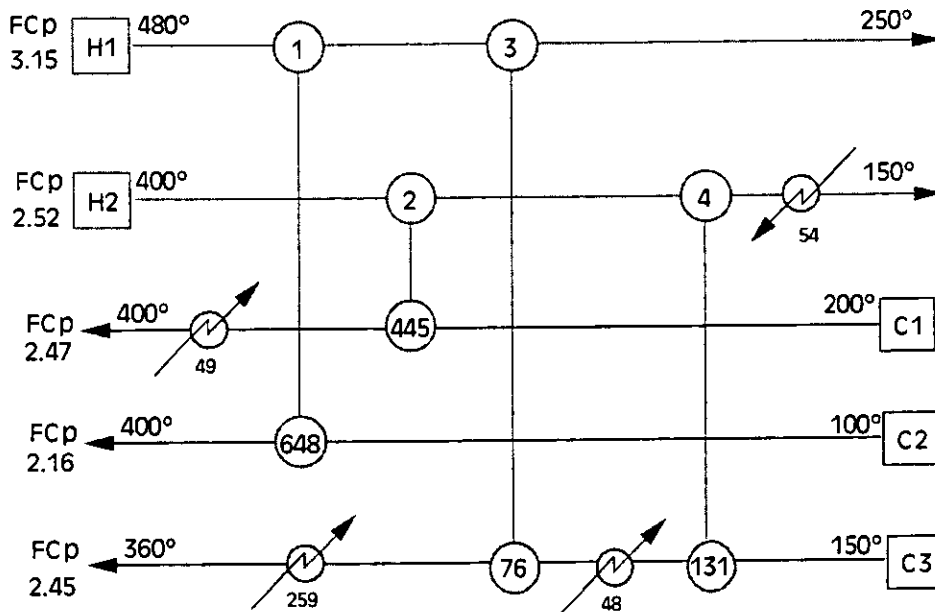 FCp 3.15 H1 480° 1 3 250°
FCp 2.52 H2 400° 2 4 150°
54
FCp 2.47 400° 445 200° C1
49
FCp 2.16 400° 648 100° C2
FCp 2.45 360° 76 131 150° C3
259 48